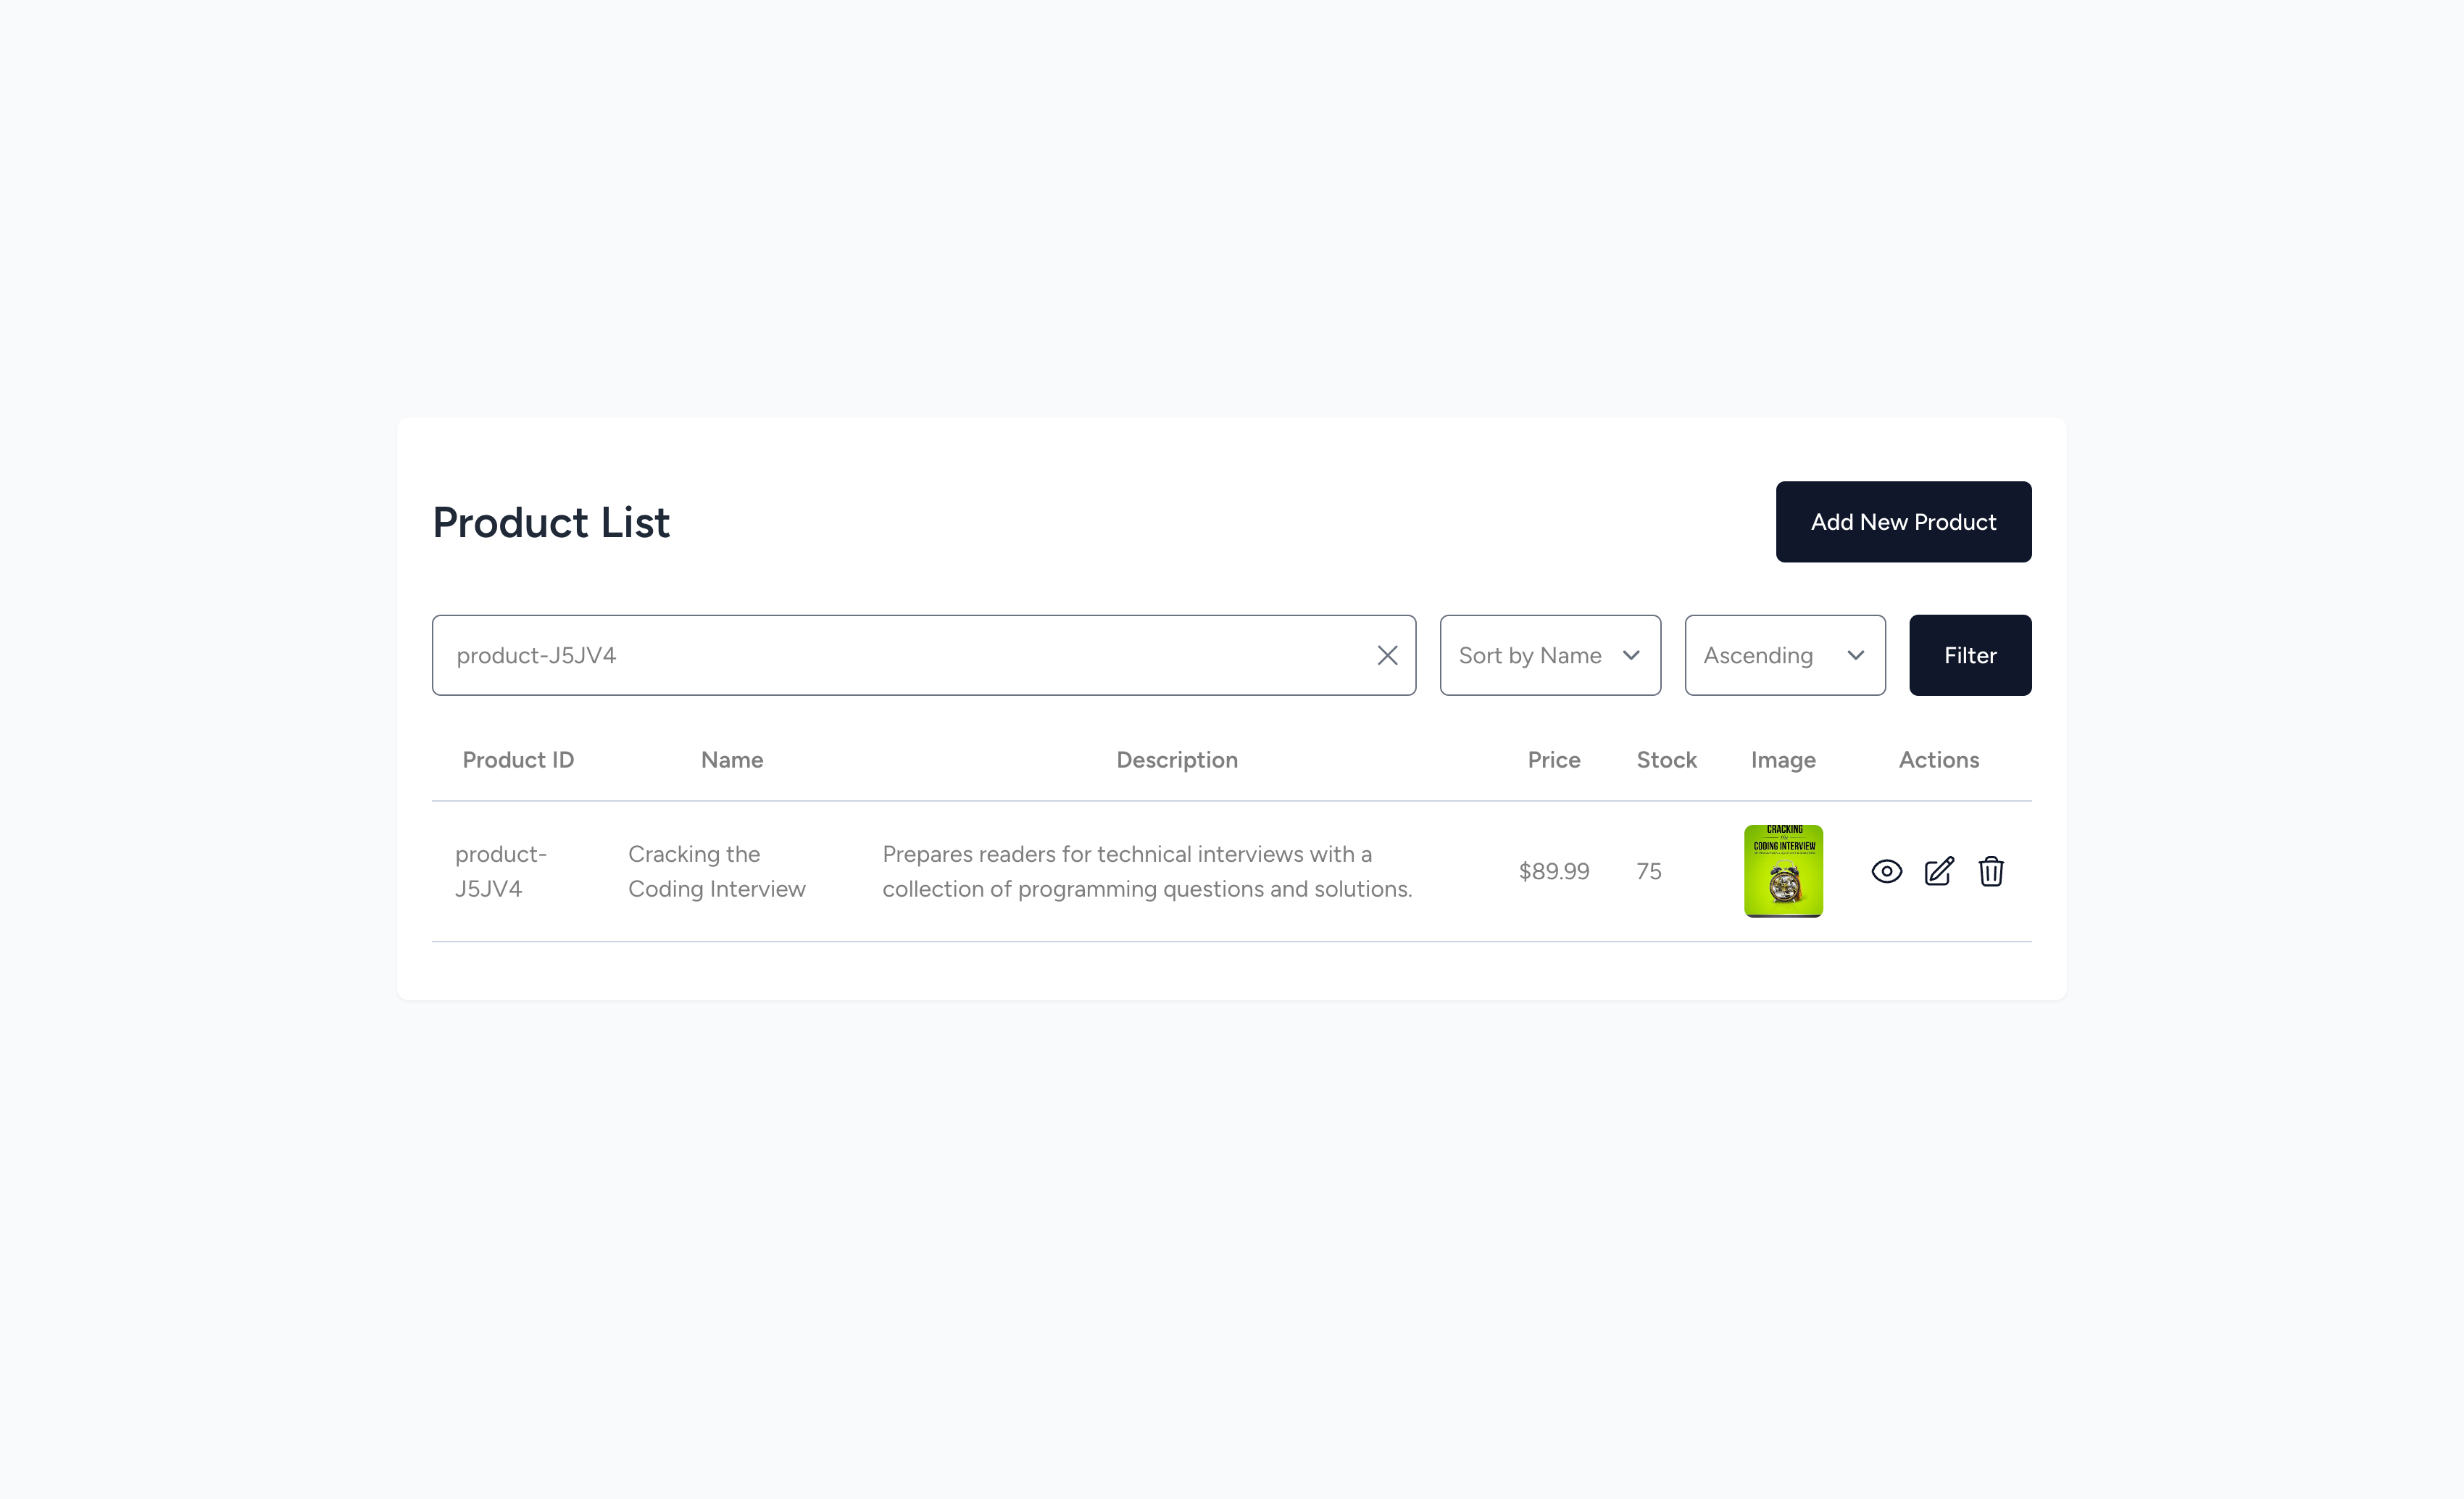 Product List
Add New Product
product-J5JV4
Sort by Name
Ascending
Filter
Product ID
Name
Description
Price
Stock
Image
Actions
product-
J5JV4
Cracking the
Coding Interview
Prepares readers for technical interviews with a
collection of programming questions and solutions.
$89.99
75
CRACKING
the
CODING INTERVIEW